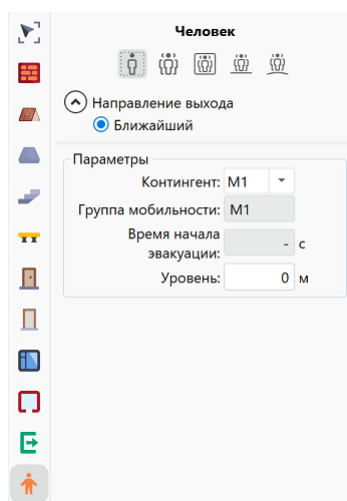 Человек
Направление выхода
Ближайший
Параметры
Контингент: М1
Группа мобильности: М1
Время начала
эвакуации: - с
Уровень: 0 м